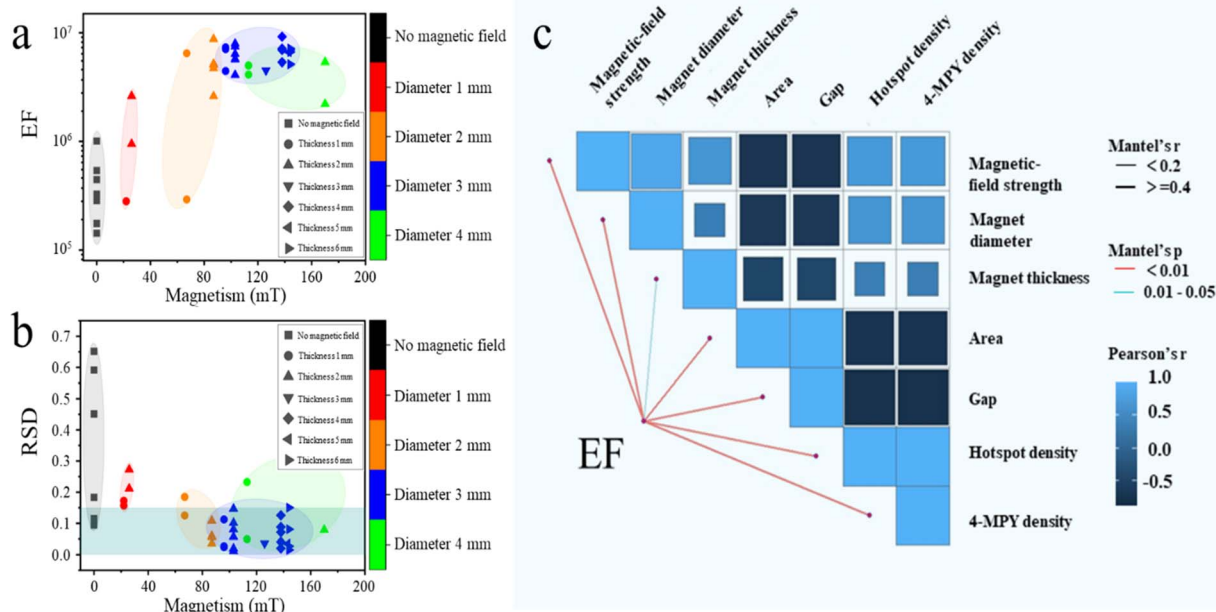 a
10⁷
10⁶
10⁵
EF
0
40
80
120
160
200
Magnetism (mT)
No magnetic field
Thickness 1 mm
Thickness 2 mm
Thickness 3 mm
Thickness 4 mm
Thickness 5 mm
Thickness 6 mm
No magnetic field
Diameter 1 mm
Diameter 2 mm
Diameter 3 mm
Diameter 4 mm
b
0.7
0.6
0.5
0.4
0.3
0.2
0.1
0.0
RSD
0
40
80
120
160
200
Magnetism (mT)
No magnetic field
Thickness 1 mm
Thickness 2 mm
Thickness 3 mm
Thickness 4 mm
Thickness 5 mm
Thickness 6 mm
No magnetic field
Diameter 1 mm
Diameter 2 mm
Diameter 3 mm
Diameter 4 mm
c
Magnetic-field
strength
Magnet diameter
Magnet thickness
Area
Gap
Hotspot density
4-MPY density
Magnetic-
field strength
Magnet
diameter
Magnet thickness
Area
Gap
Hotspot density
4-MPY density
EF
Mantel's r
<0.2
>=0.4
Mantel's p
<0.01
0.01 - 0.05
Pearson's r
1.0
0.5
0.0
-0.5